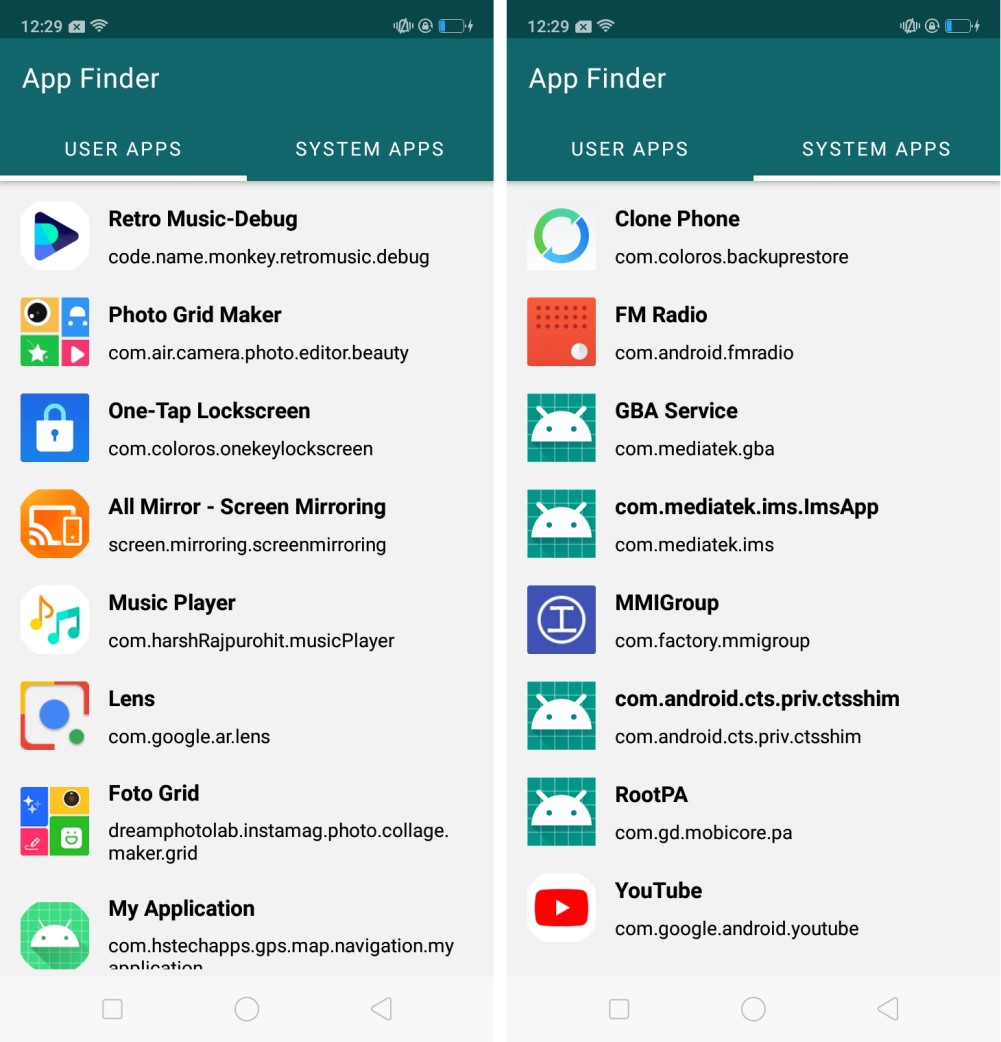 12:29
App Finder
USER APPS SYSTEM APPS
Retro Music-Debug
code.name.monkey.retromusic.debug
Photo Grid Maker
com.air.camera.photo.editor.beauty
One-Tap Lockscreen
com.coloros.onekeylockscreen
All Mirror - Screen Mirroring
screen.mirroring.screenmirroring
Music Player
com.harshRajpurohit.musicPlayer
Lens
com.google.ar.lens
Foto Grid
dreamphotolab.instamag.photo.collage.
maker.grid
My Application
com.hstechapps.gps.map.navigation.my
application
12:29
App Finder
USER APPS SYSTEM APPS
Clone Phone
com.coloros.backuprestore
FM Radio
com.android.fmradio
GBA Service
com.mediatek.gba
com.mediatek.ims.ImsApp
com.mediatek.ims
MMIGroup
com.factory.mmigroup
com.android.cts.priv.ctsshim
com.android.cts.priv.ctsshim
RootPA
com.gd.mobicore.pa
YouTube
com.google.android.youtube